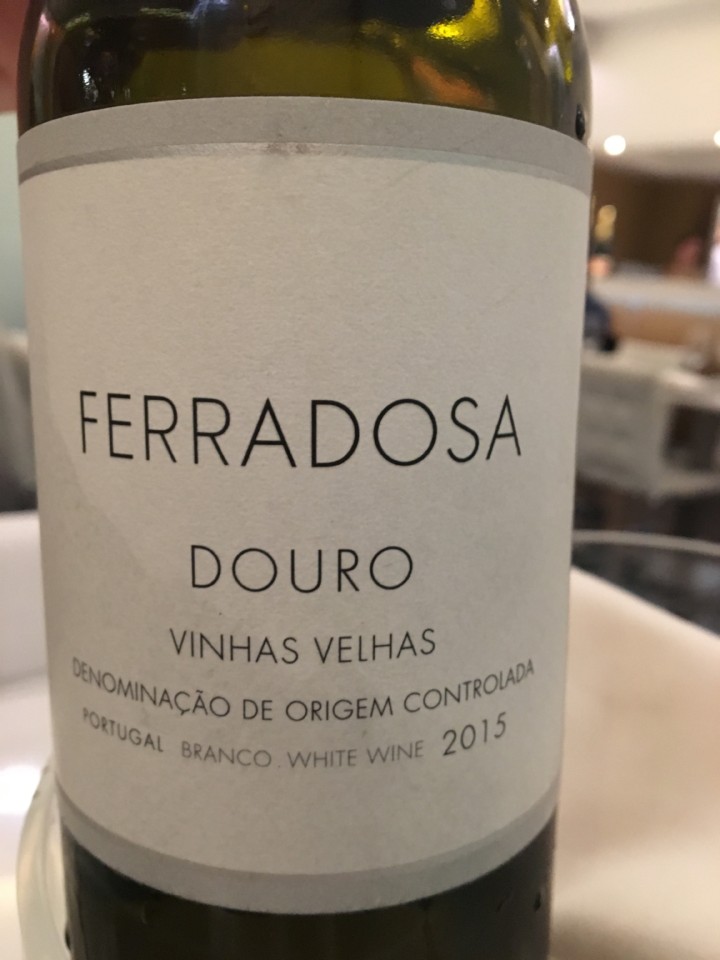 FERRADOSA
DOURO
VINHAS VELHAS
DENOMINAÇÃO DE ORIGEM CONTROLADA
PORTUGAL BRANCO . WHITE WINE 2015